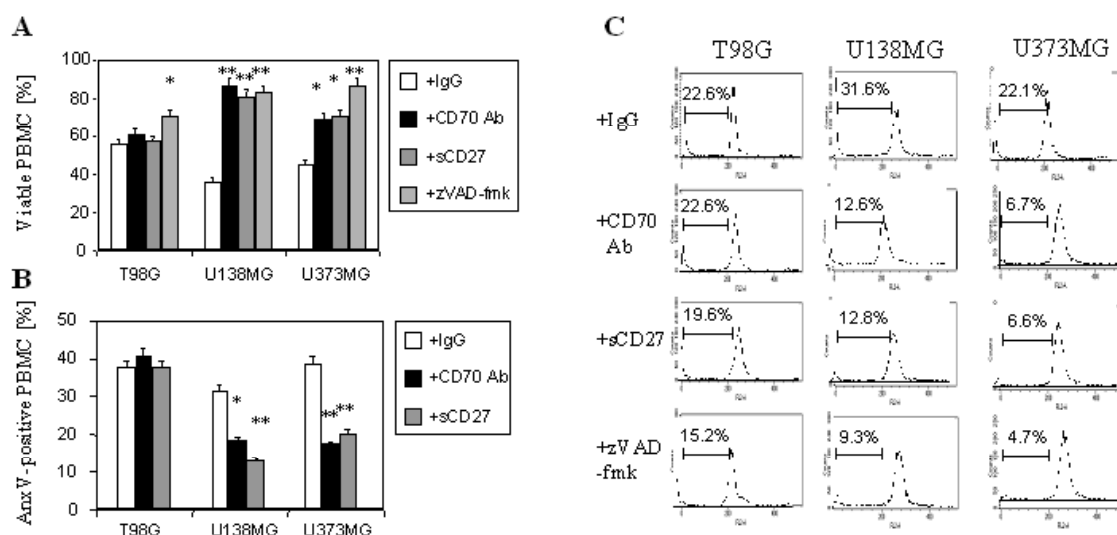 A
Viable PBMC [%]
100
80
60
40
20
0
*
** ** **
* * **
T98G U138MG U373MG
+IgG
+CD70 Ab
+sCD27
+zVAD-fmk
B
AnxV-positive PBMC [%]
50
40
30
20
10
0
* **
** **
T98G U138MG U373MG
+IgG
+CD70 Ab
+sCD27
C
T98G U138MG U373MG
+IgG
22.6% 31.6% 22.1%
+CD70
Ab
22.6% 12.6% 6.7%
+sCD27
19.6% 12.8% 6.6%
+zVAD
-fmk
15.2% 9.3% 4.7%